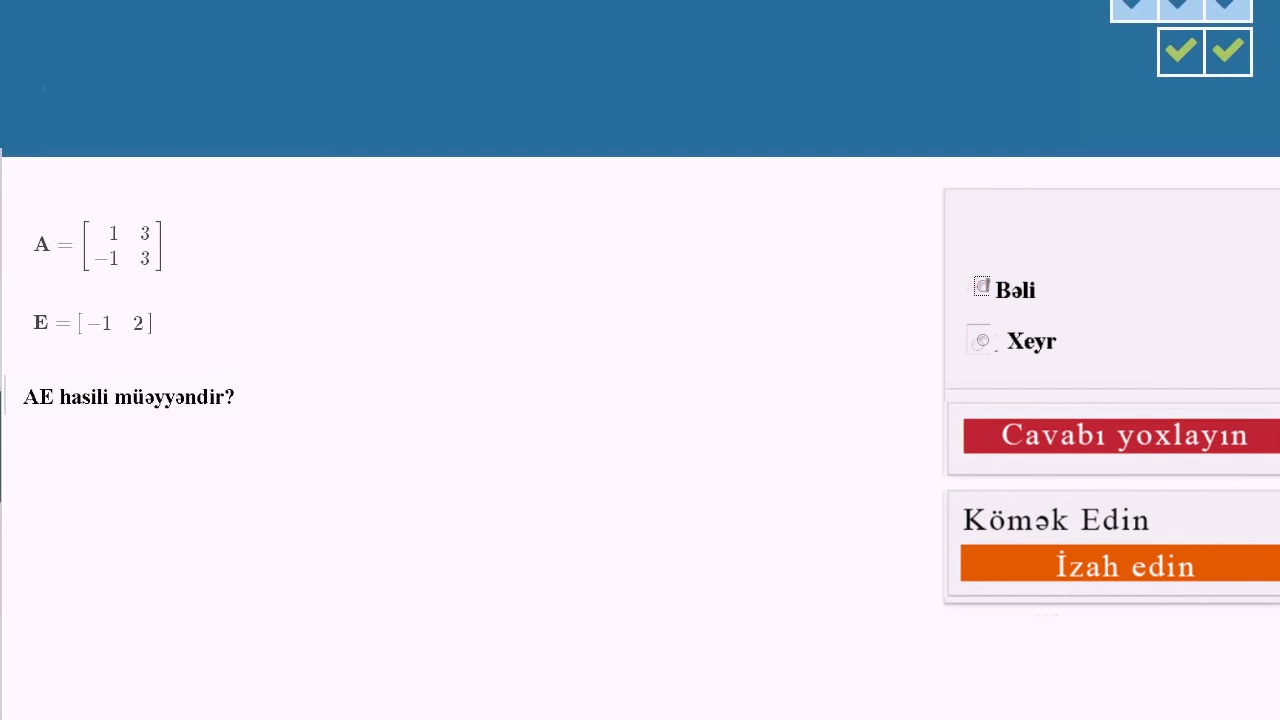 A = [ 1 3
−1 3 ]
E = [ −1 2 ]
AE hasili müəyyəndir?
Bəli
Xeyr
Cavabı yoxlayın
Kömək Edin
İzah edin